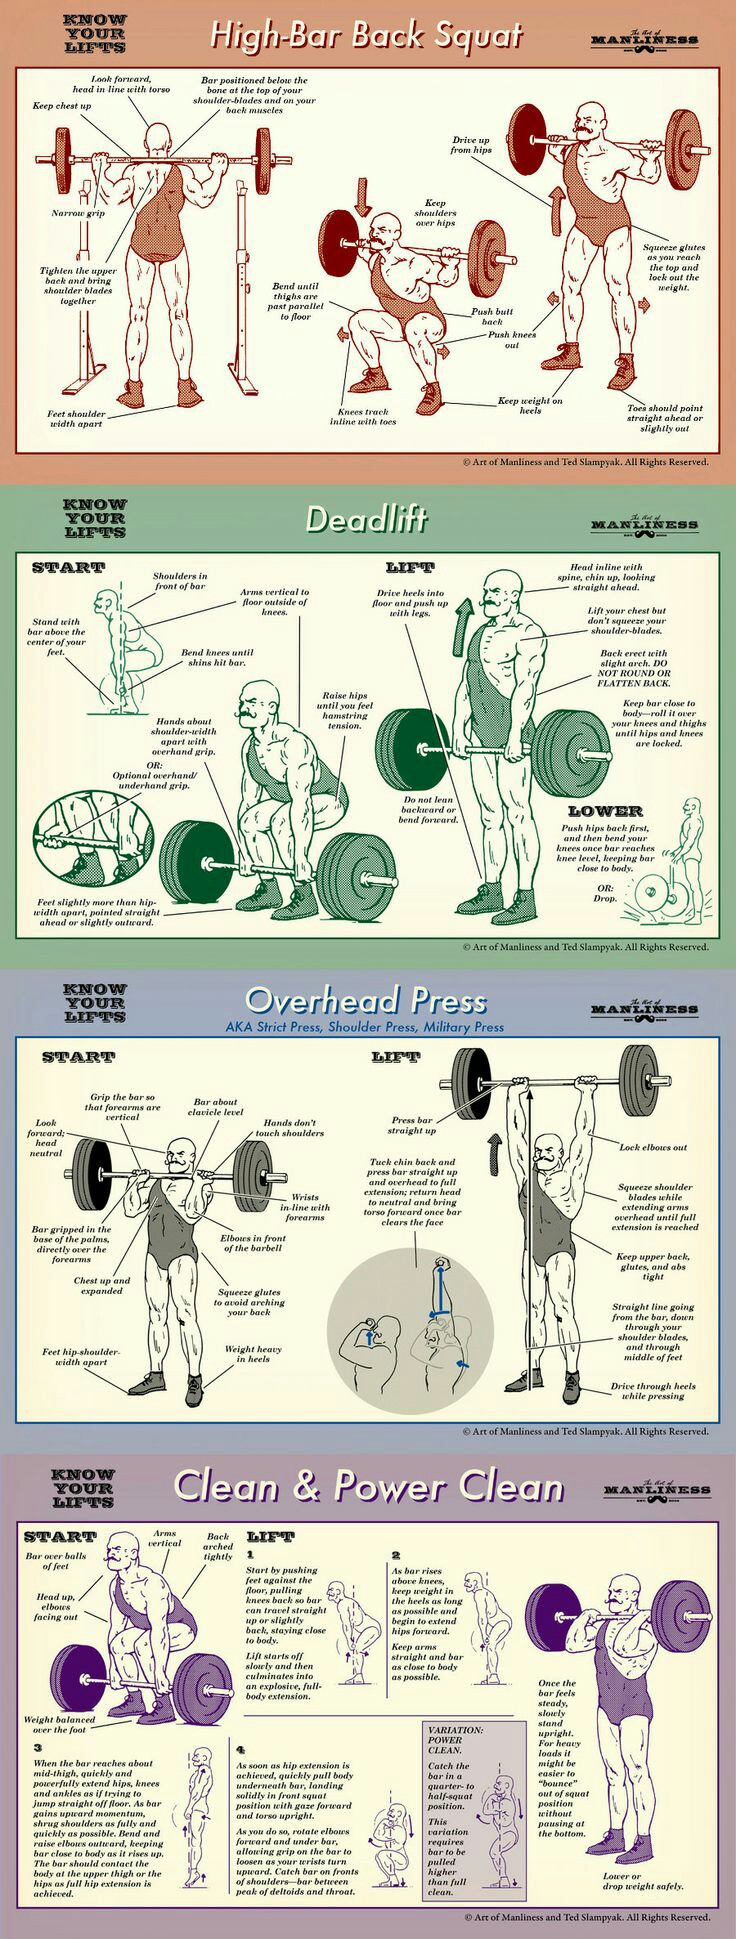 KNOW
YOUR
LIFTS
High-Bar Back Squat
The Art of
MANLINESS
EST. 2008
Look forward,
head in line with torso
Keep chest up
Bar positioned below the
bone at the top of your
shoulder-blades and on your
back muscles
Narrow grip
Tighten the upper
back and bring
shoulder blades
together
Feet shoulder
width apart
Keep
shoulders
over hips
Bend until
thighs are
past parallel
to floor
Push butt
back
Push knees
out
Knees track
inline with toes
Keep weight on
heels
Drive up
from hips
Squeeze glutes
as you reach
the top and
lock out the
weight.
Toes should point
straight ahead or
slightly out
© Art of Manliness and Ted Slampyak. All Rights Reserved.
KNOW
YOUR
LIFTS
Deadlift
The Art of
MANLINESS
EST. 2008
START
Shoulders in
front of bar
Stand with
bar above the
center of your
feet.
Arms vertical to
floor outside of
knees.
Bend knees until
shins hit bar.
Raise hips
until you feel
hamstring
tension.
Hands about
shoulder-width
apart with
overhand grip.
OR:
Optional overhand/
underhand grip.
Feet slightly more than hip-
width apart, pointed straight
ahead or slightly outward.
LIFT
Drive heels into
floor and push up
with legs.
Head inline with
spine, chin up, looking
straight ahead.
Lift your chest but
don't squeeze your
shoulder-blades.
Back erect with
slight arch. DO
NOT ROUND OR
FLATTEN BACK.
Keep bar close to
body—roll it over
your knees and thighs
until hips and knees
are locked.
Do not lean
backward or
bend forward.
LOWER
Push hips back first,
and then bend your
knees once bar reaches
knee level, keeping bar
close to body.
OR:
Drop.
© Art of Manliness and Ted Slampyak. All Rights Reserved.
KNOW
YOUR
LIFTS
Overhead Press
AKA Strict Press, Shoulder Press, Military Press
The Art of
MANLINESS
EST. 2008
START
Grip the bar so
that forearms are
vertical
Bar about
clavicle level
Look
forward;
head
neutral
Hands don't
touch shoulders
Wrists
in-line with
forearms
Bar gripped in the
base of the palms,
directly over the
forearms
Elbows in front
of the barbell
Chest up and
expanded
Squeeze glutes
to avoid arching
your back
Feet hip-shoulder-
width apart
Weight heavy
in heels
LIFT
Press bar
straight up
Tuck chin back and
press bar straight up
and overhead to full
extension; return head
to neutral and bring
torso forward once bar
clears the face
Lock elbows out
Squeeze shoulder
blades while
extending arms
overhead until full
extension is reached
Keep upper back,
glutes, and abs
tight
Straight line going
from the bar, down
through your
shoulder blades,
and through
middle of feet
Drive through heels
while pressing
© Art of Manliness and Ted Slampyak. All Rights Reserved.
KNOW
YOUR
LIFTS
Clean & Power Clean
The Art of
MANLINESS
EST. 2008
START
Bar over balls
of feet
Arms
vertical
Back
arched
tightly
Head up,
elbows
facing out
Weight balanced
over the foot
LIFT
1
Start by pushing
feet against the
floor, pulling
knees back so bar
can travel straight
up or slightly
back, staying close
to body.
Lift starts off
slowly and then
culminates into
an explosive, full-
body extension.
2
As bar rises
above knees,
keep weight in
the heels as long
as possible and
begin to extend
hips forward.
Keep arms
straight and bar
as close to body
as possible.
3
When the bar reaches about
mid-thigh, quickly and
powerfully extend hips, knees
and ankles as if trying to
jump straight off floor. As bar
gains upward momentum,
shrug shoulders as fully and
quickly as possible. Bend and
raise elbows outward, keeping
bar close to body as it rises up.
The bar should contact the
body at the upper thigh or the
hips as full hip extension is
achieved.
4
As soon as hip extension is
achieved, quickly pull body
underneath bar, landing
solidly in front squat
position with gaze forward
and torso upright.
As you do so, rotate elbows
forward and under bar,
allowing grip on the bar to
loosen as your wrists turn
upward. Catch bar on fronts
of shoulders—bar between
peak of deltoids and throat.
VARIATION:
POWER
CLEAN.
Catch the
bar in a
quarter- to
half-squat
position.
This
variation
requires
bar to be
pulled
higher
than full
clean.
Once the
bar feels
steady,
slowly
stand
upright.
For heavy
loads it
might be
easier to
"bounce"
out of squat
position
without
pausing at
the bottom.
Lower or
drop weight safely.
© Art of Manliness and Ted Slampyak. All Rights Reserved.